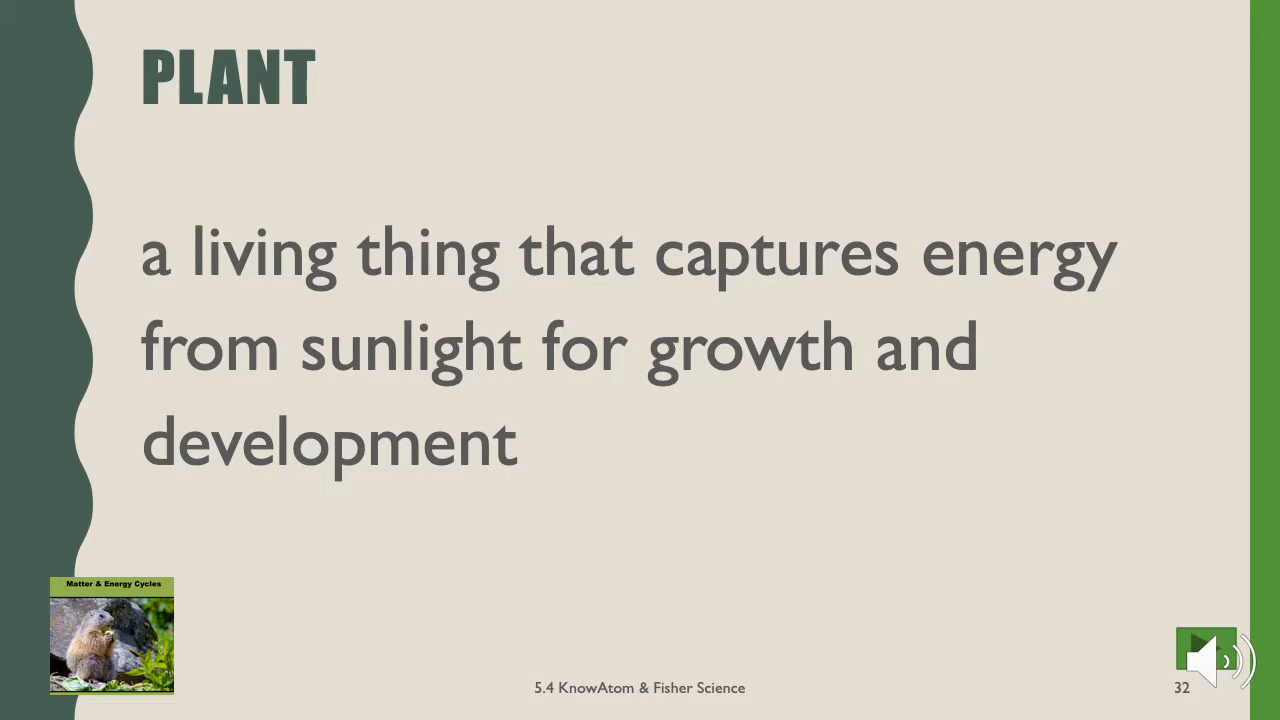 PLANT
a living thing that captures energy
from sunlight for growth and
development
Matter & Energy Cycles
5.4 KnowAtom & Fisher Science
32